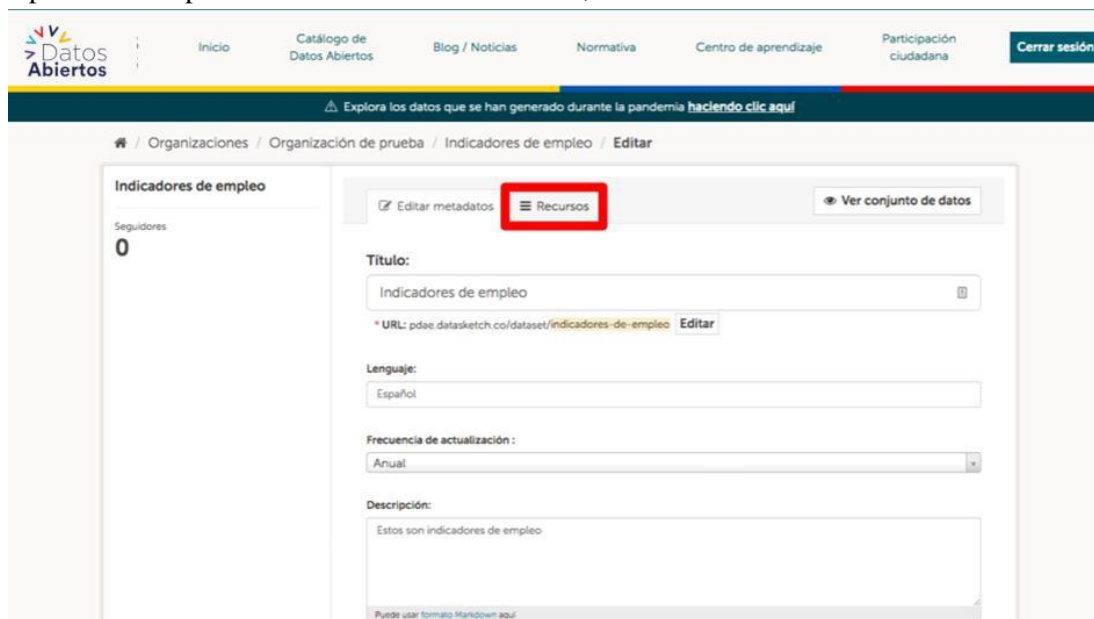 Datos
Abiertos
Inicio
Catálogo de
Datos Abiertos
Blog / Noticias
Normativa
Centro de aprendizaje
Participación
ciudadana
Cerrar sesión
Explora los datos que se han generado durante la pandemia haciendo clic aquí
/ Organizaciones / Organización de prueba / Indicadores de empleo / Editar
Indicadores de empleo
Seguidores
0
Editar metadatos
Recursos
Ver conjunto de datos
Título:
Indicadores de empleo
* URL: pdae.datasketch.co/dataset/indicadores-de-empleo Editar
Lenguaje:
Español
Frecuencia de actualización :
Anual
Descripción:
Estos son indicadores de empleo
Puede usar formato Markdown aquí